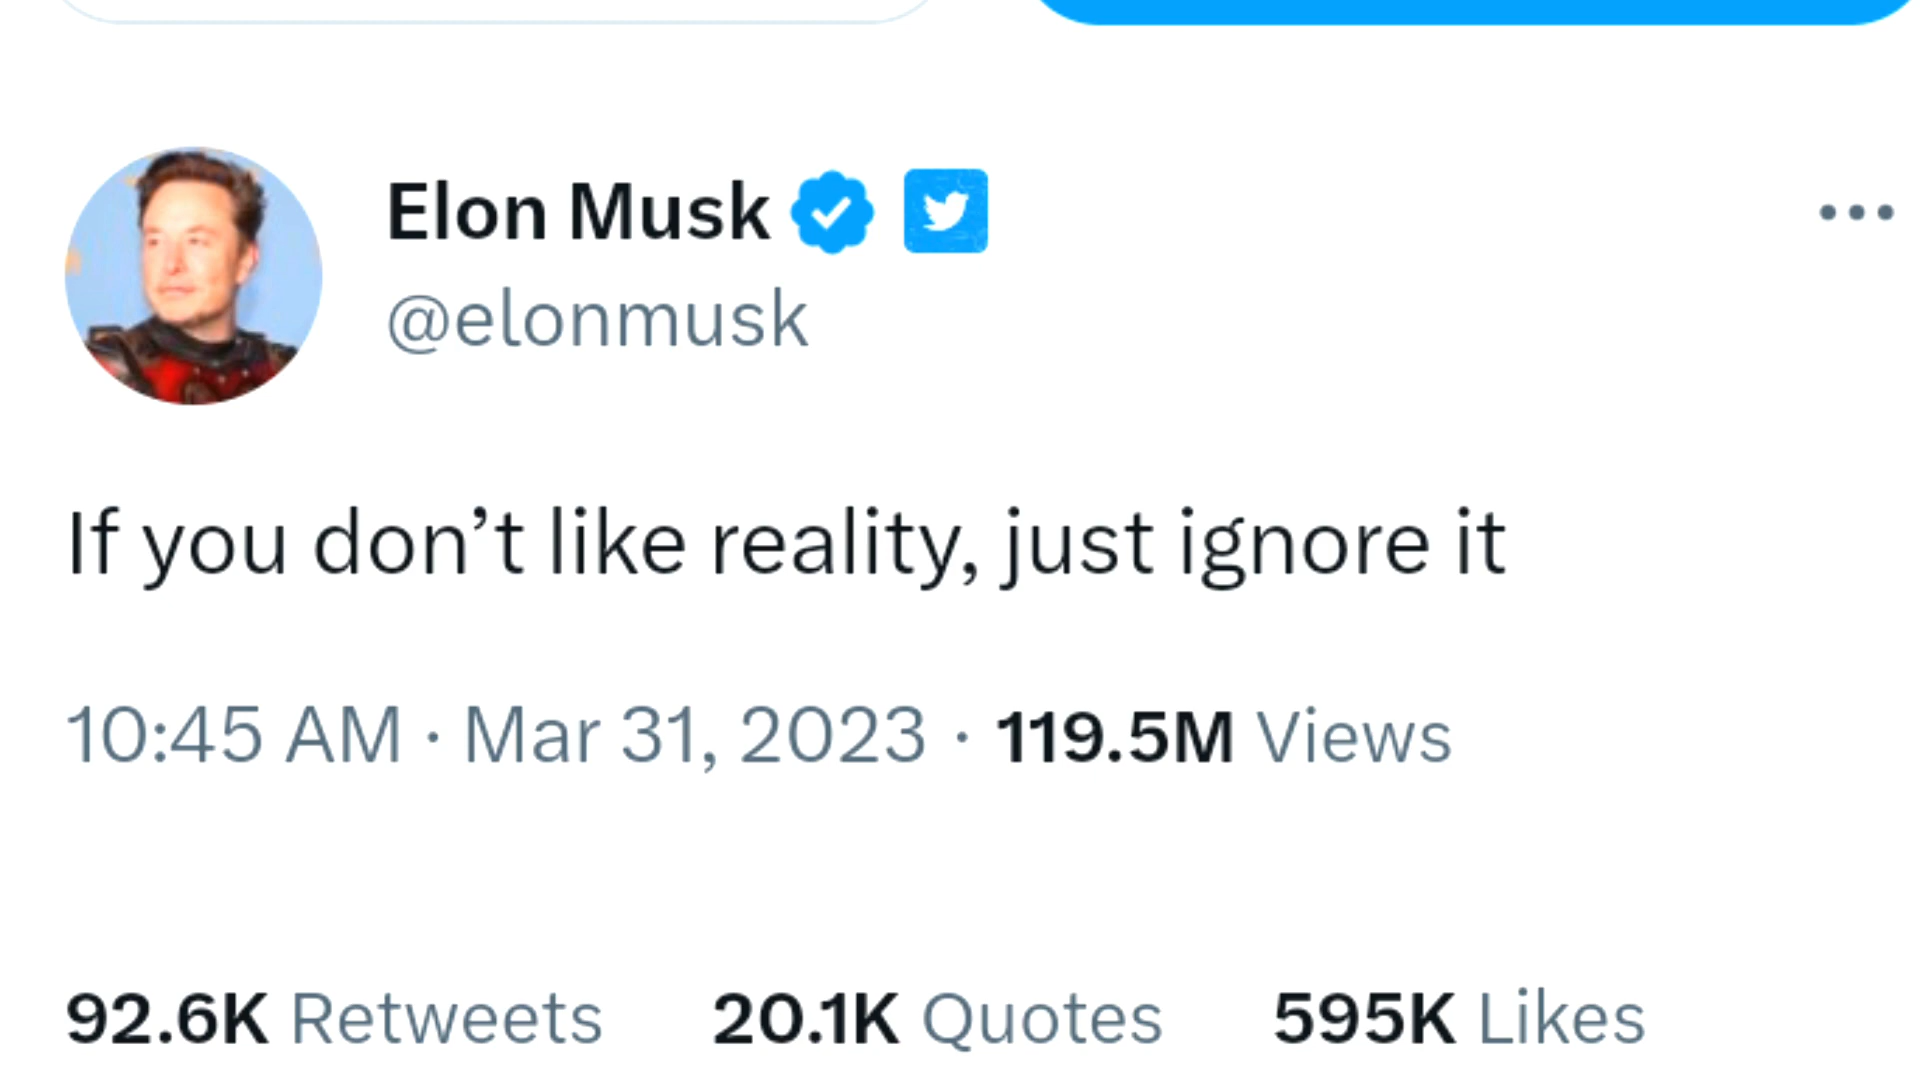 Elon Musk
@elonmusk
If you don’t like reality, just ignore it
10:45 AM · Mar 31, 2023 · 119.5M Views
92.6K Retweets 20.1K Quotes 595K Likes